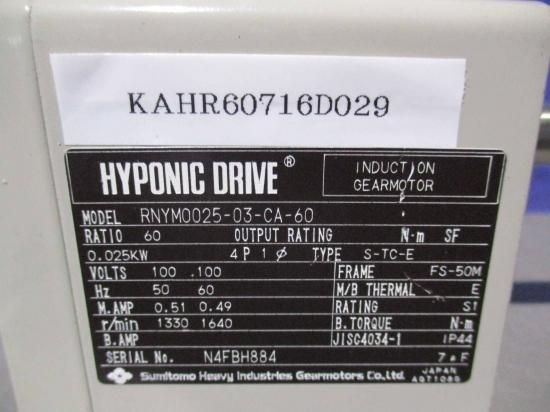 KAHR60716D029
HYPONIC DRIVE®
INDUCTION
GEARMOTOR
MODEL RNYM0025-03-CA-60
RATIO 60 OUTPUT RATING N·m SF
0.025KW 4P 1Ø TYPE S-TC-E
VOLTS 100 .100 FRAME FS-50M
Hz 50 60 M/B THERMAL E
M.AMP 0.51 0.49 RATING S1
r/min 1330 1640 B.TORQUE N·m
B.AMP JISC4034-1 IP44
SERIAL No. N4FBH884 7•F
Sumitomo Heavy Industries Gearmotors Co.,Ltd. JAPAN